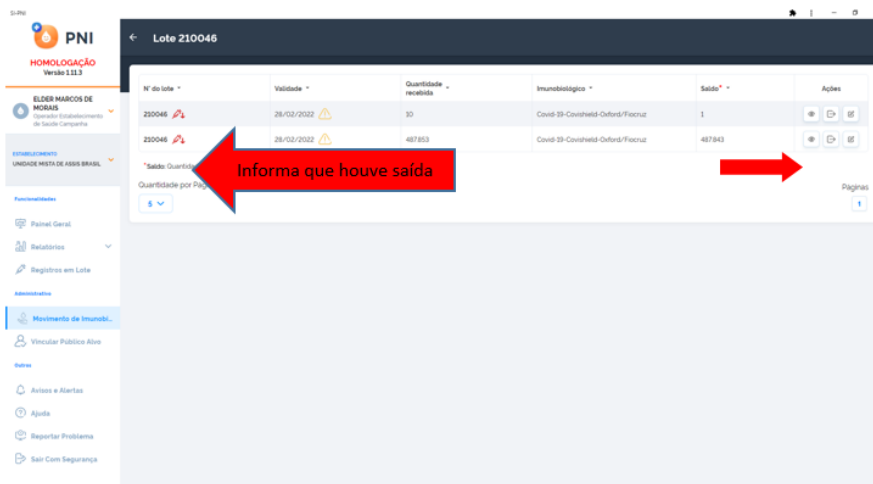 SI-PNI
PNI
HOMOLOGAÇÃO
Versão 1.11.3
ELDER MARCOS DE
MORAIS
Operador Estabelecimento
de Saúde Campanha
ESTABELECIMENTO
UNIDADE MISTA DE ASSIS BRASIL
Funcionalidades
Painel Geral
Relatórios
Registros em Lote
Administrativo
Movimento de Imunobi...
Vincular Público Alvo
Outros
Avisos e Alertas
Ajuda
Reportar Problema
Sair Com Segurança
← Lote 210046
N° do lote Validade Quantidade recebida Imunobiológico Saldo* Ações
210046 28/02/2022 10 Covid-19-Covishield-Oxford/Fiocruz 1
210046 28/02/2022 487853 Covid-19-Covishield-Oxford/Fiocruz 487843
*Saldo: Quantida
Informa que houve saída
Quantidade por Pág Páginas
5 1